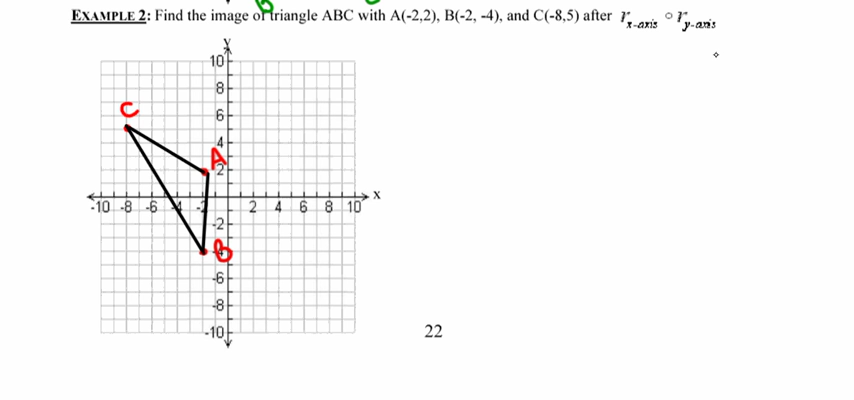 EXAMPLE 2: Find the image of triangle ABC with A(-2,2), B(-2, -4), and C(-8,5) after r x-axis ∘ r y-axis
y
10
8
C
6
4
A
2
-10 -8 -6 -4 -2 2 4 6 8 10 x
-2
-4 B
-6
-8
-10
22